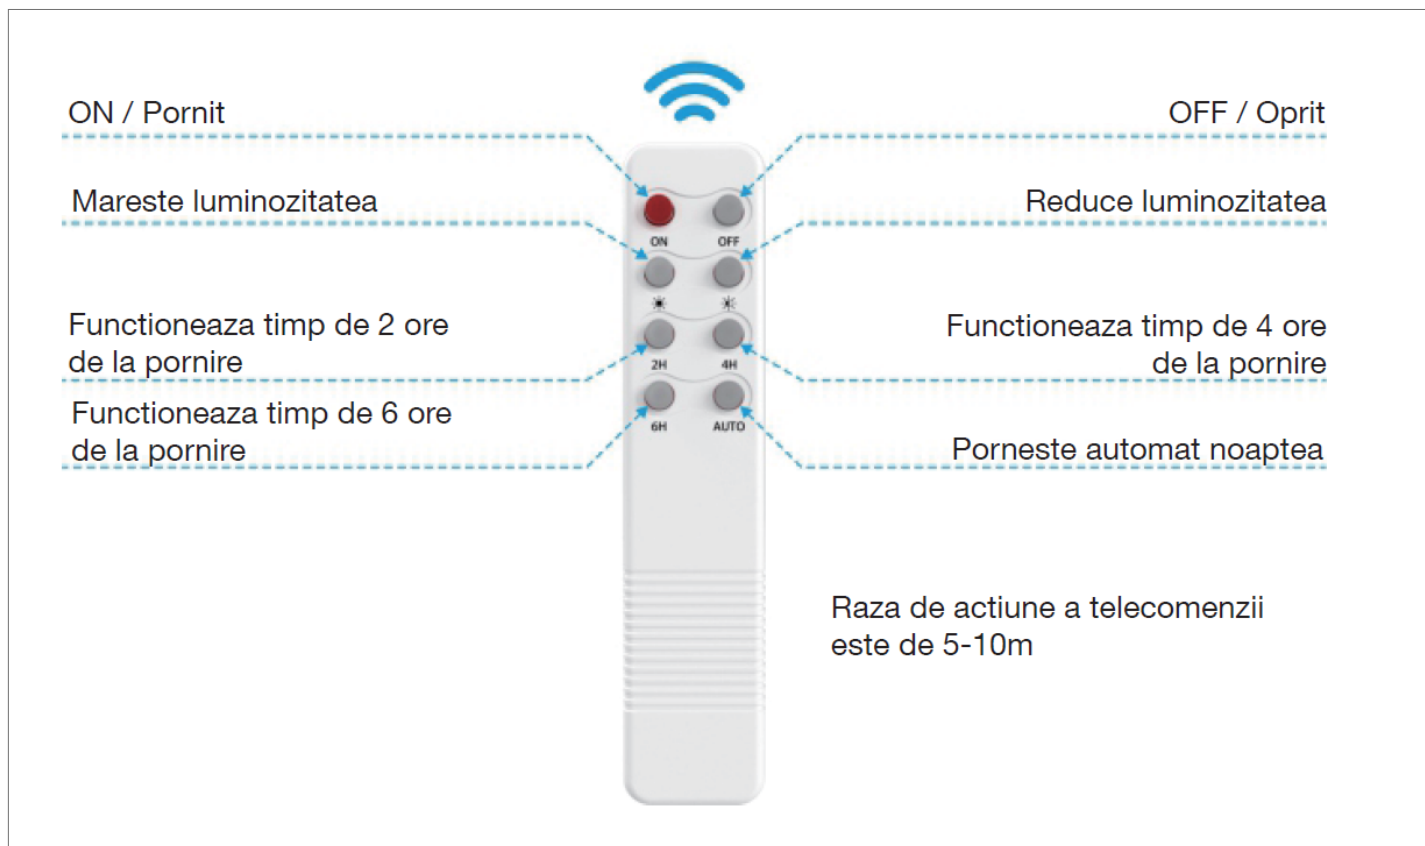 ON / Pornit
OFF / Oprit
Mareste luminozitatea
Reduce luminozitatea
ON
OFF
Functioneaza timp de 2 ore
de la pornire
Functioneaza timp de 4 ore
de la pornire
2H
4H
Functioneaza timp de 6 ore
de la pornire
6H
AUTO
Porneste automat noaptea
Raza de actiune a telecomenzii
este de 5-10m